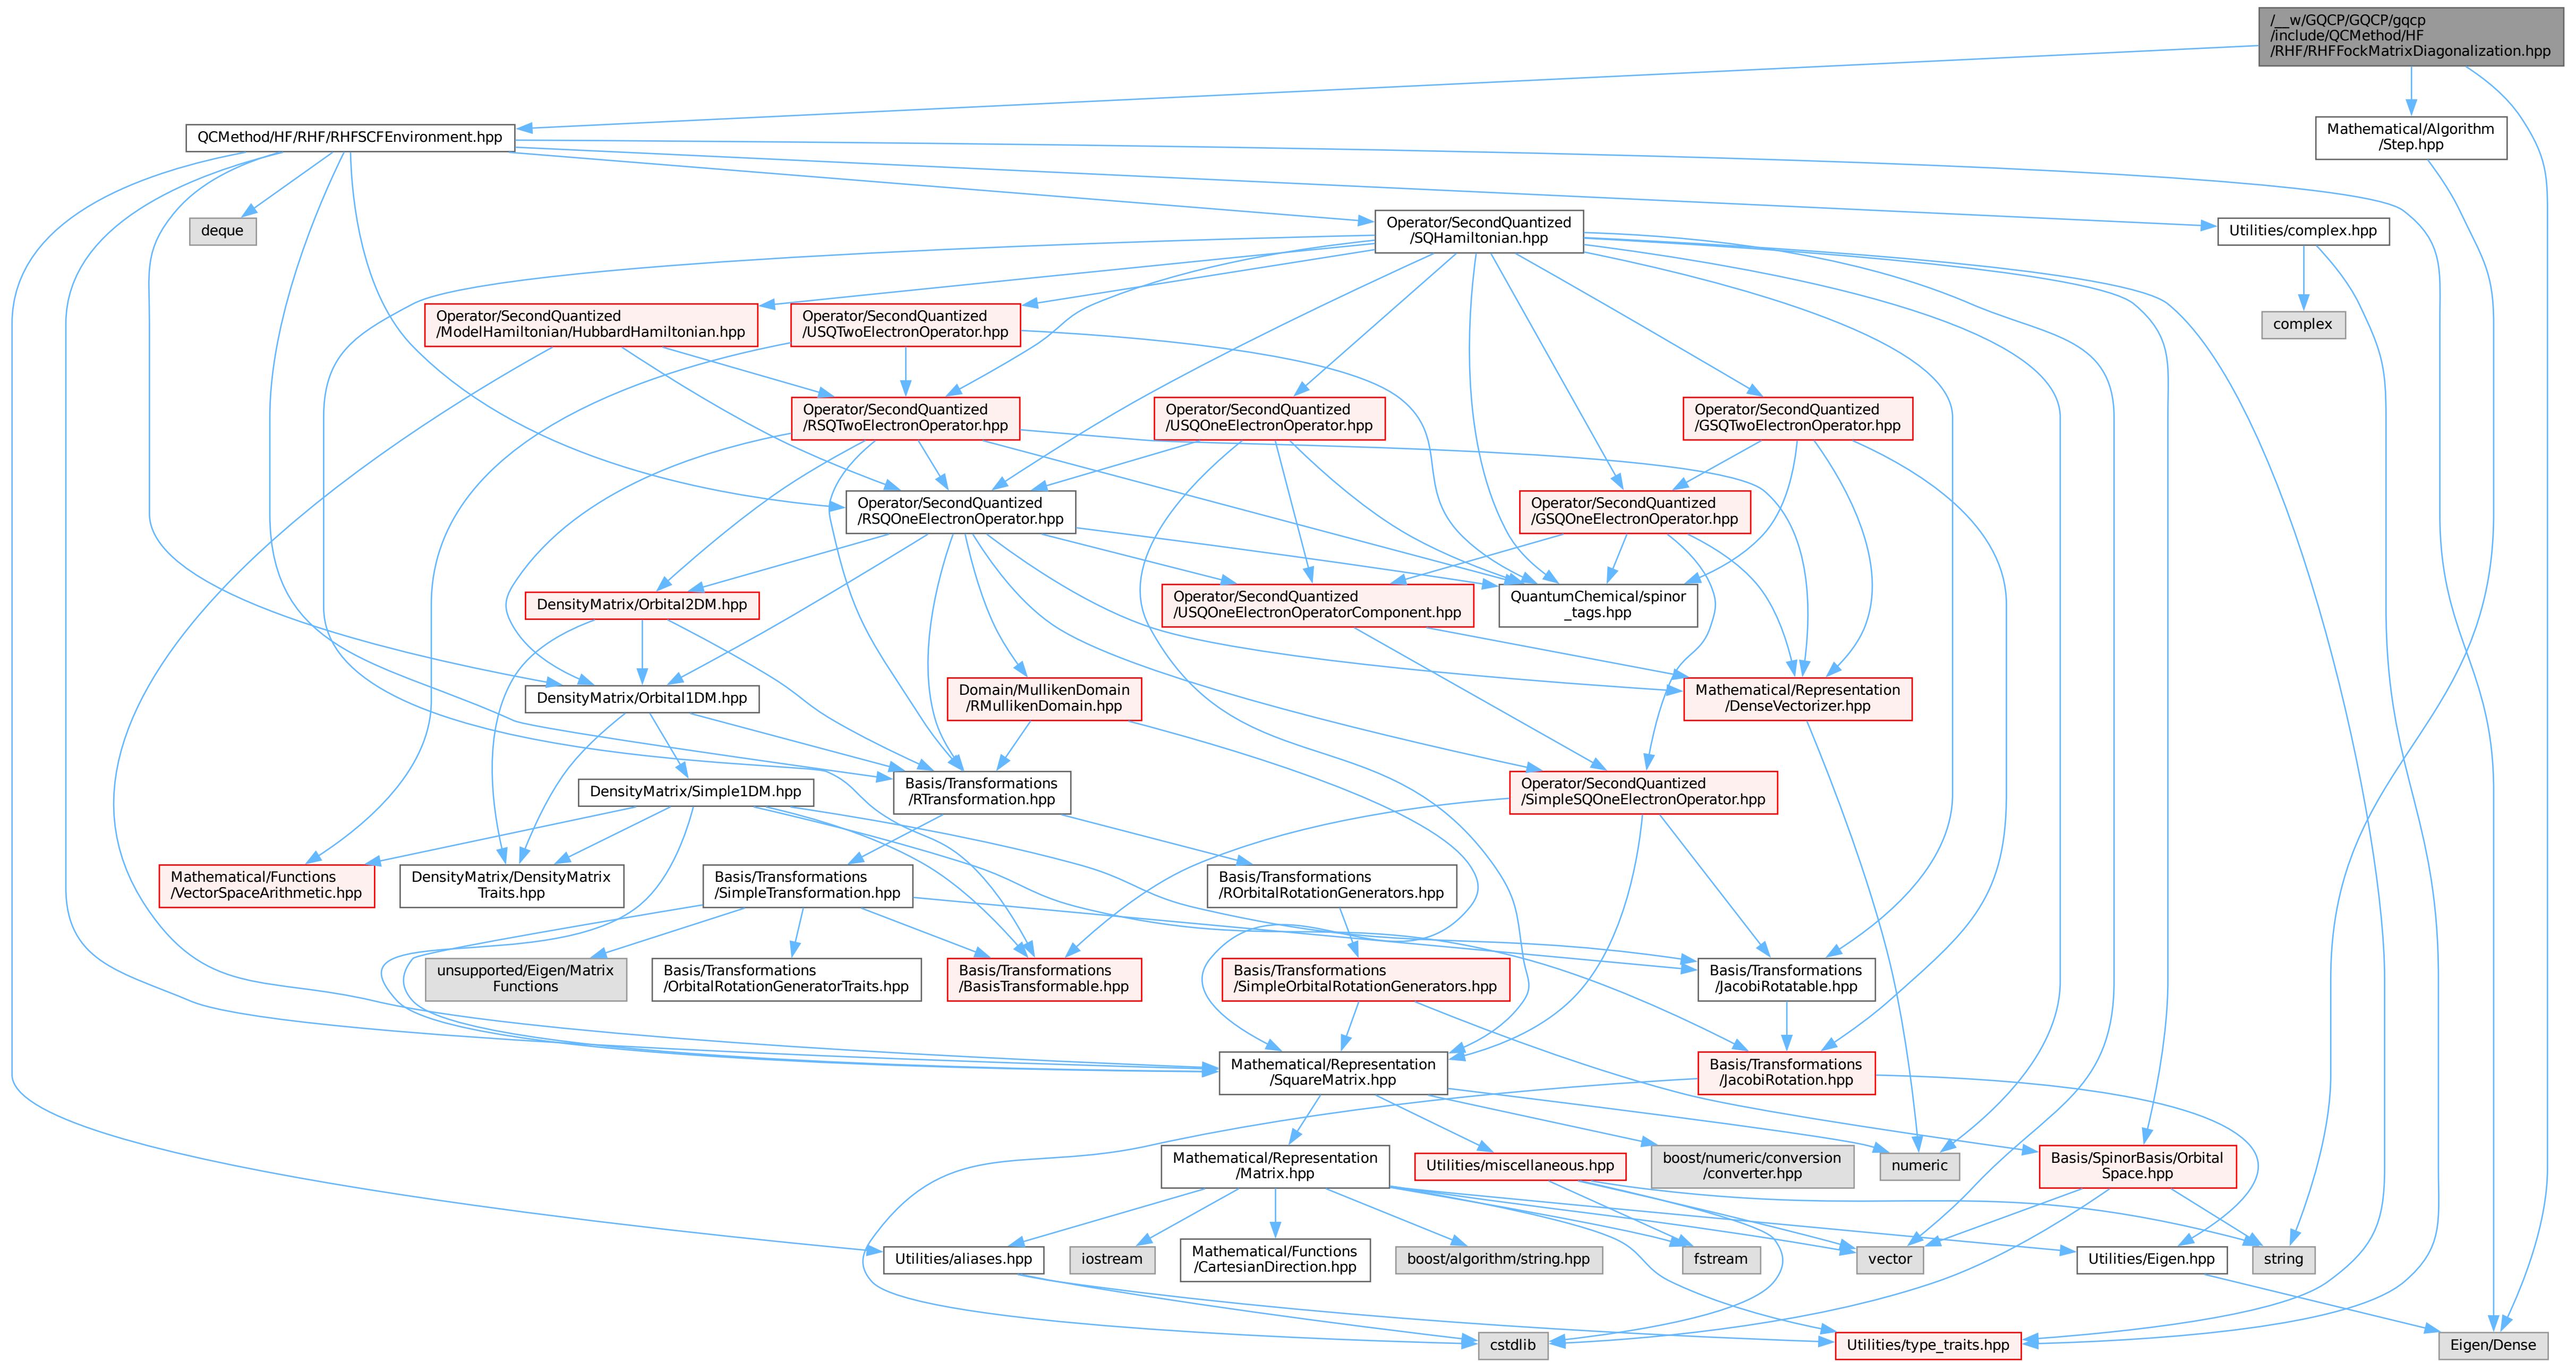 /__w/GQCP/GQCP/gqcp
/include/QCMethod/HF
/RHF/RHFFockMatrixDiagonalization.hpp
QCMethod/HF/RHF/RHFSCFEnvironment.hpp
Mathematical/Algorithm
/Step.hpp
deque
Operator/SecondQuantized
/SQHamiltonian.hpp
Utilities/complex.hpp
Operator/SecondQuantized
/ModelHamiltonian/HubbardHamiltonian.hpp
Operator/SecondQuantized
/USQTwoElectronOperator.hpp
complex
Operator/SecondQuantized
/RSQTwoElectronOperator.hpp
Operator/SecondQuantized
/USQOneElectronOperator.hpp
Operator/SecondQuantized
/GSQTwoElectronOperator.hpp
Operator/SecondQuantized
/RSQOneElectronOperator.hpp
Operator/SecondQuantized
/GSQOneElectronOperator.hpp
DensityMatrix/Orbital2DM.hpp
Operator/SecondQuantized
/USQOneElectronOperatorComponent.hpp
QuantumChemical/spinor
_tags.hpp
DensityMatrix/Orbital1DM.hpp
Domain/MullikenDomain
/RMullikenDomain.hpp
Mathematical/Representation
/DenseVectorizer.hpp
DensityMatrix/Simple1DM.hpp
Basis/Transformations
/RTransformation.hpp
Operator/SecondQuantized
/SimpleSQOneElectronOperator.hpp
Mathematical/Functions
/VectorSpaceArithmetic.hpp
DensityMatrix/DensityMatrix
Traits.hpp
Basis/Transformations
/SimpleTransformation.hpp
Basis/Transformations
/ROrbitalRotationGenerators.hpp
unsupported/Eigen/Matrix
Functions
Basis/Transformations
/OrbitalRotationGeneratorTraits.hpp
Basis/Transformations
/BasisTransformable.hpp
Basis/Transformations
/SimpleOrbitalRotationGenerators.hpp
Basis/Transformations
/JacobiRotatable.hpp
Mathematical/Representation
/SquareMatrix.hpp
Basis/Transformations
/JacobiRotation.hpp
Mathematical/Representation
/Matrix.hpp
Utilities/miscellaneous.hpp
boost/numeric/conversion
/converter.hpp
numeric
Basis/SpinorBasis/Orbital
Space.hpp
Utilities/aliases.hpp
iostream
Mathematical/Functions
/CartesianDirection.hpp
boost/algorithm/string.hpp
fstream
vector
Utilities/Eigen.hpp
string
cstdlib
Utilities/type_traits.hpp
Eigen/Dense